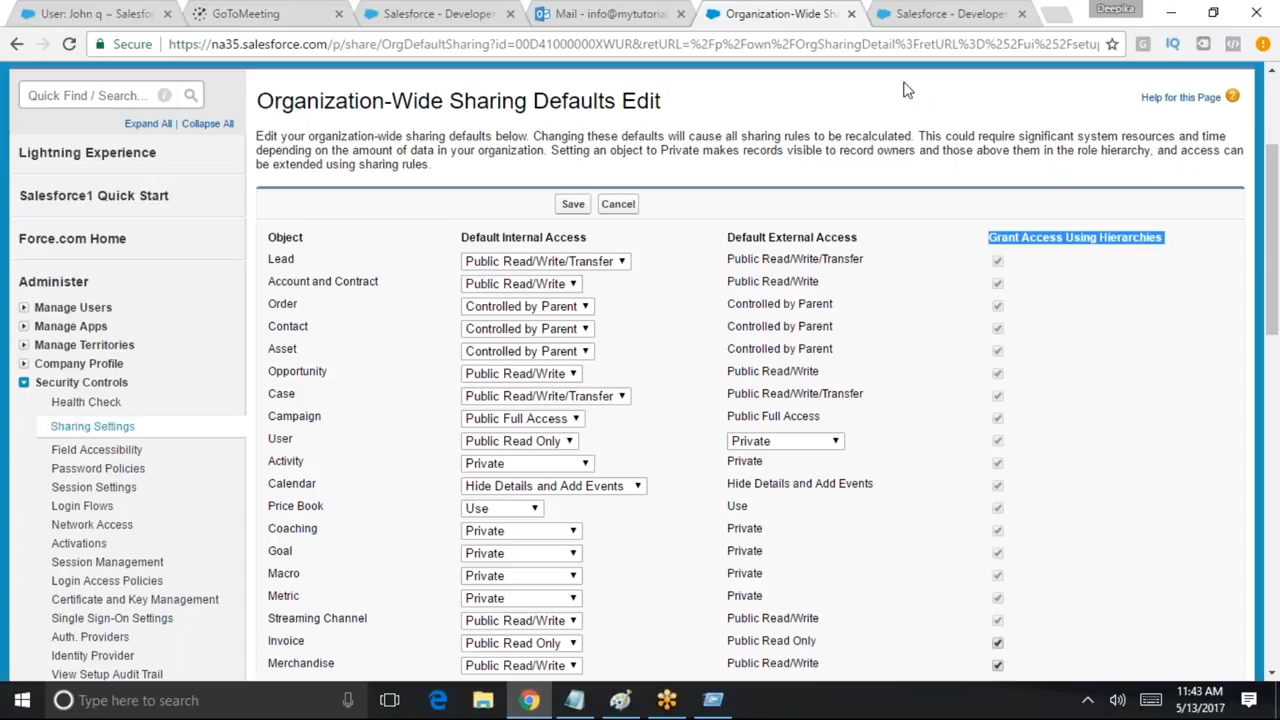 User: John q ~ Salesfo
GoToMeeting
Salesforce - Developer
Mail - info@mytutorial
Organization-Wide Sha
Salesforce - Developer
Deepika
Secure
https://na35.salesforce.com/p/share/OrgDefaultSharing?id=00D41000000XWUR&retURL=%2Fp%2Fown%2FOrgSharingDetail%3FretURL%3D%252Fui%252Fsetup
Quick Find / Search...
Expand All | Collapse All
Lightning Experience
Salesforce1 Quick Start
Force.com Home
Administer
Manage Users
Manage Apps
Manage Territories
Company Profile
Security Controls
Health Check
Sharing Settings
Field Accessibility
Password Policies
Session Settings
Login Flows
Network Access
Activations
Session Management
Login Access Policies
Certificate and Key Management
Single Sign-On Settings
Auth. Providers
Identity Provider
View Setup Audit Trail
Organization-Wide Sharing Defaults Edit
Help for this Page
Edit your organization-wide sharing defaults below. Changing these defaults will cause all sharing rules to be recalculated. This could require significant system resources and time
depending on the amount of data in your organization. Setting an object to Private makes records visible to record owners and those above them in the role hierarchy, and access can
be extended using sharing rules.
Save Cancel
Object Default Internal Access Default External Access Grant Access Using Hierarchies
Lead Public Read/Write/Transfer Public Read/Write/Transfer
Account and Contract Public Read/Write Public Read/Write
Order Controlled by Parent Controlled by Parent
Contact Controlled by Parent Controlled by Parent
Asset Controlled by Parent Controlled by Parent
Opportunity Public Read/Write Public Read/Write
Case Public Read/Write/Transfer Public Read/Write/Transfer
Campaign Public Full Access Public Full Access
User Public Read Only Private
Activity Private Private
Calendar Hide Details and Add Events Hide Details and Add Events
Price Book Use Use
Coaching Private Private
Goal Private Private
Macro Private Private
Metric Private Private
Streaming Channel Public Read/Write Public Read/Write
Invoice Public Read Only Public Read Only
Merchandise Public Read/Write Public Read/Write
Type here to search
11:43 AM
5/13/2017